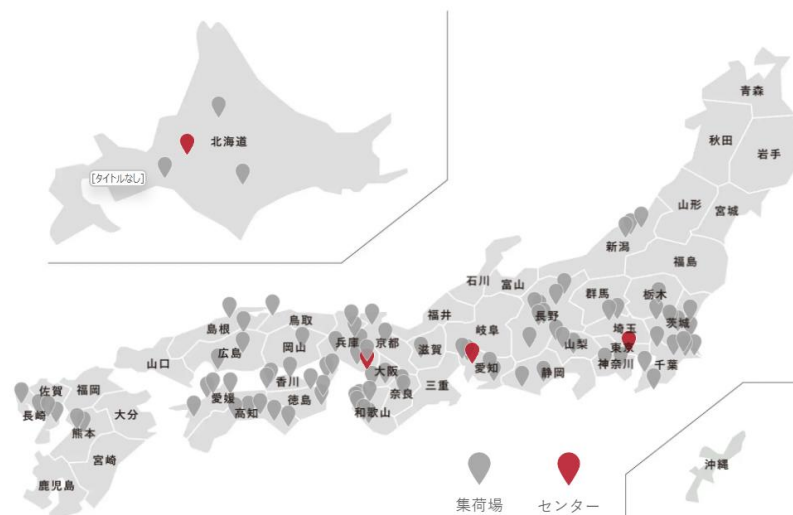 北海道
[タイトルなし]
青森
秋田
岩手
山形
宮城
新潟
福島
石川
富山
群馬
栃木
長野
埼玉
茨城
福井
岐阜
山梨
東京
千葉
神奈川
鳥取
島根
兵庫
京都
滋賀
愛知
静岡
岡山
広島
山口
大阪
三重
奈良
香川
徳島
和歌山
愛媛
高知
佐賀
福岡
長崎
大分
熊本
宮崎
鹿児島
沖縄
集荷場
センター